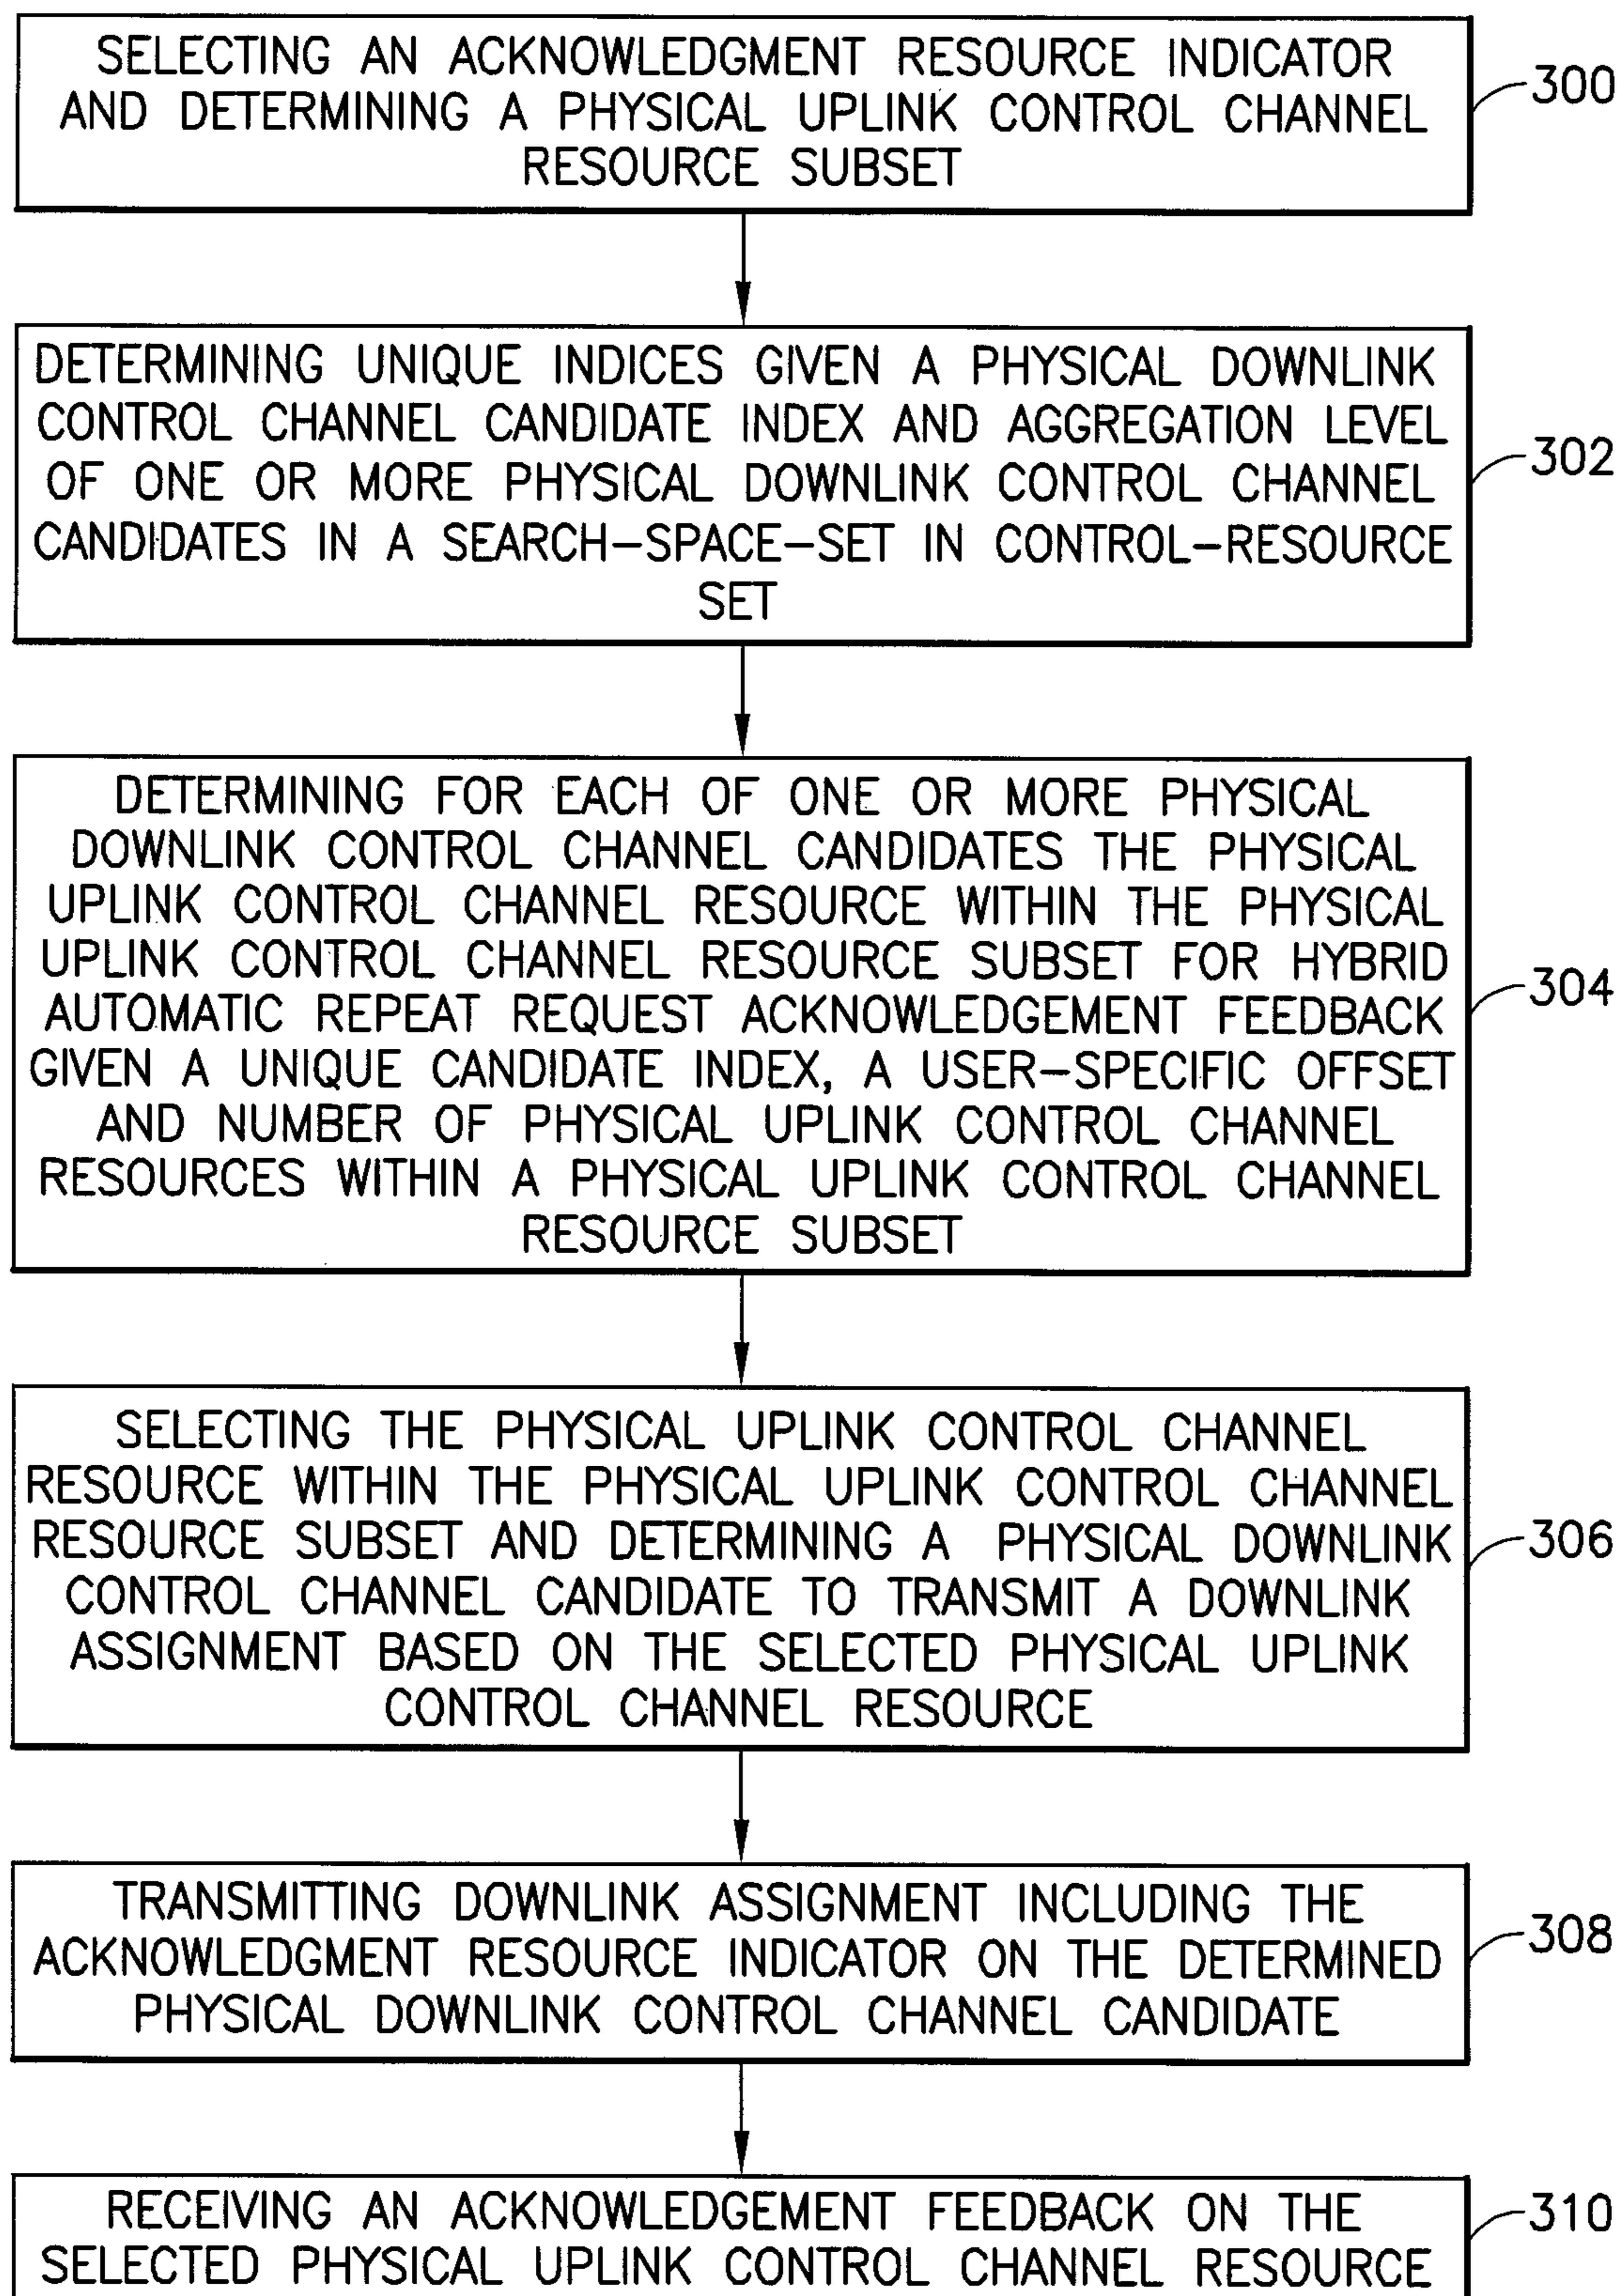 SELECTING AN ACKNOWLEDGMENT RESOURCE INDICATOR
AND DETERMINING A PHYSICAL UPLINK CONTROL CHANNEL
RESOURCE SUBSET
300
DETERMINING UNIQUE INDICES GIVEN A PHYSICAL DOWNLINK
CONTROL CHANNEL CANDIDATE INDEX AND AGGREGATION LEVEL
OF ONE OR MORE PHYSICAL DOWNLINK CONTROL CHANNEL
CANDIDATES IN A SEARCH-SPACE-SET IN CONTROL-RESOURCE
SET
302
DETERMINING FOR EACH OF ONE OR MORE PHYSICAL
DOWNLINK CONTROL CHANNEL CANDIDATES THE PHYSICAL
UPLINK CONTROL CHANNEL RESOURCE WITHIN THE PHYSICAL
UPLINK CONTROL CHANNEL RESOURCE SUBSET FOR HYBRID
AUTOMATIC REPEAT REQUEST ACKNOWLEDGEMENT FEEDBACK
GIVEN A UNIQUE CANDIDATE INDEX, A USER-SPECIFIC OFFSET
AND NUMBER OF PHYSICAL UPLINK CONTROL CHANNEL
RESOURCES WITHIN A PHYSICAL UPLINK CONTROL CHANNEL
RESOURCE SUBSET
304
SELECTING THE PHYSICAL UPLINK CONTROL CHANNEL
RESOURCE WITHIN THE PHYSICAL UPLINK CONTROL CHANNEL
RESOURCE SUBSET AND DETERMINING A PHYSICAL DOWNLINK
CONTROL CHANNEL CANDIDATE TO TRANSMIT A DOWNLINK
ASSIGNMENT BASED ON THE SELECTED PHYSICAL UPLINK
CONTROL CHANNEL RESOURCE
306
TRANSMITTING DOWNLINK ASSIGNMENT INCLUDING THE
ACKNOWLEDGMENT RESOURCE INDICATOR ON THE DETERMINED
PHYSICAL DOWNLINK CONTROL CHANNEL CANDIDATE
308
RECEIVING AN ACKNOWLEDGEMENT FEEDBACK ON THE
SELECTED PHYSICAL UPLINK CONTROL CHANNEL RESOURCE
310